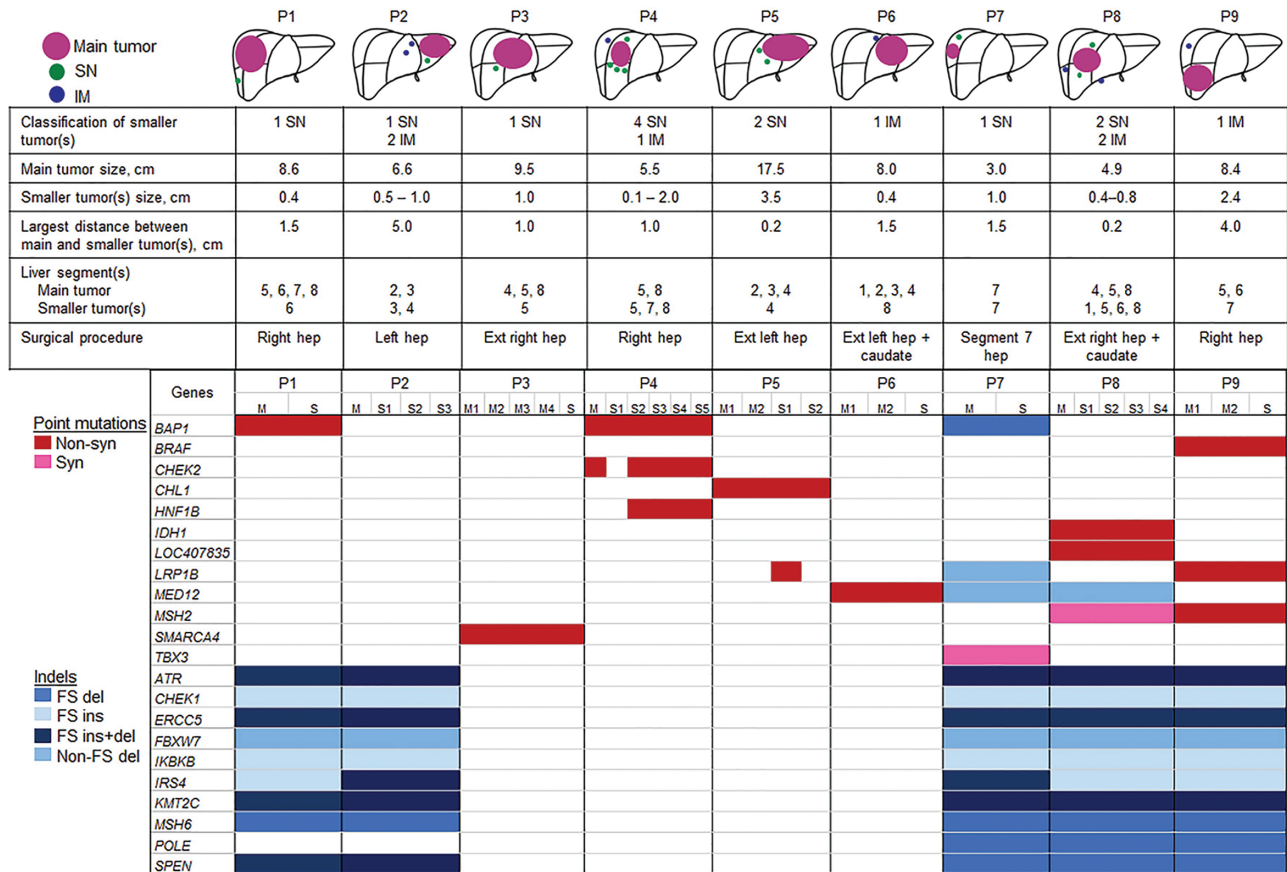 P1 P2 P3 P4 P5 P6 P7 P8 P9
Main tumor
SN
IM
Classification of smaller tumor(s) 1 SN 1 SN 2 IM 1 SN 4 SN 1 IM 2 SN 1 IM 1 SN 2 SN 2 IM 1 IM
Main tumor size, cm 8.6 6.6 9.5 5.5 17.5 8.0 3.0 4.9 8.4
Smaller tumor(s) size, cm 0.4 0.5 – 1.0 1.0 0.1 – 2.0 3.5 0.4 1.0 0.4–0.8 2.4
Largest distance between main and smaller tumor(s), cm 1.5 5.0 1.0 1.0 0.2 1.5 1.5 0.2 4.0
Liver segment(s)
Main tumor 5, 6, 7, 8 2, 3 4, 5, 8 5, 8 2, 3, 4 1, 2, 3, 4 7 4, 5, 8 5, 6
Smaller tumor(s) 6 3, 4 5 5, 7, 8 4 8 7 1, 5, 6, 8 7
Surgical procedure Right hep Left hep Ext right hep Right hep Ext left hep Ext left hep + caudate Segment 7 hep Ext right hep + caudate Right hep
Genes P1 P2 P3 P4 P5 P6 P7 P8 P9
M S M S1 S2 S3 M1 M2 M3 M4 S M S1 S2 S3 S4 S5 M1 M2 S1 S2 M1 M2 S M S M S1 S2 S3 S4 M1 M2 S
Point mutations
Non-syn
Syn
BAP1
BRAF
CHEK2
CHL1
HNF1B
IDH1
LOC407835
LRP1B
MED12
MSH2
SMARCA4
TBX3
Indels
FS del
FS ins
FS ins+del
Non-FS del
ATR
CHEK1
ERCC5
FBXW7
IKBKB
IRS4
KMT2C
MSH6
POLE
SPEN